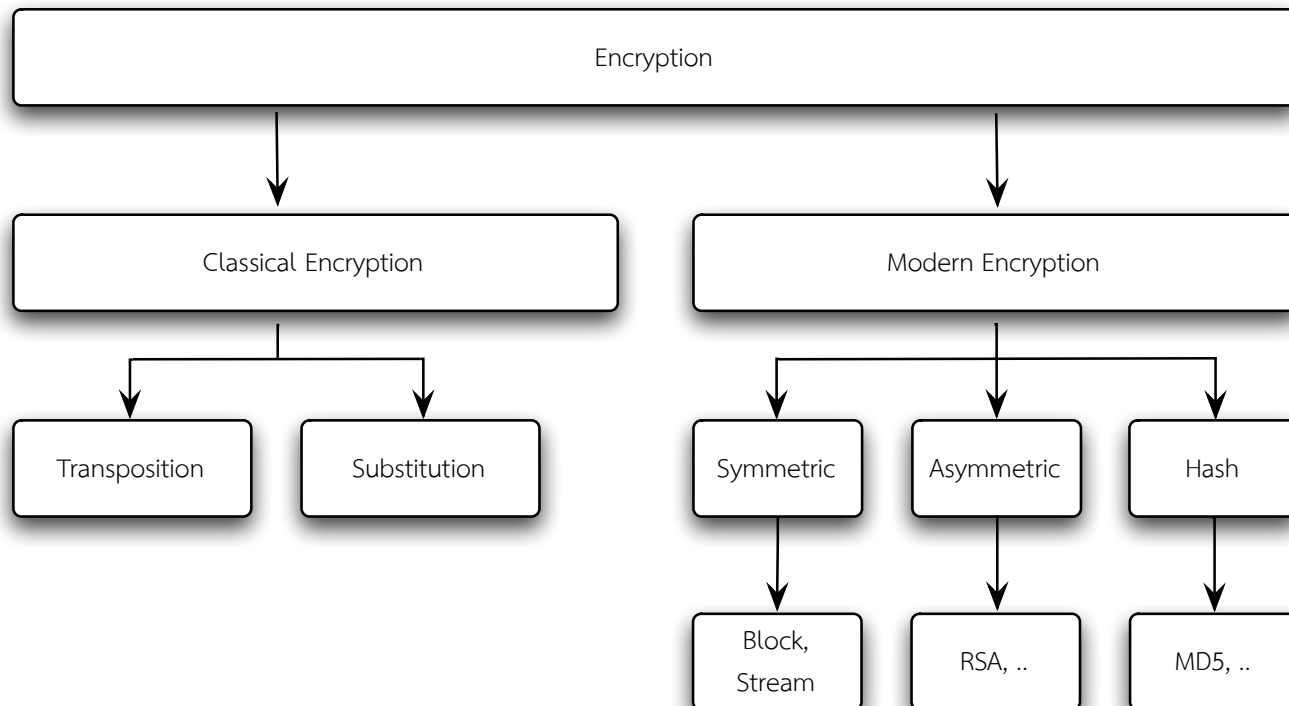 Encryption
Classical Encryption
Modern Encryption
Transposition
Substitution
Symmetric
Asymmetric
Hash
Block,
Stream
RSA, ..
MD5, ..